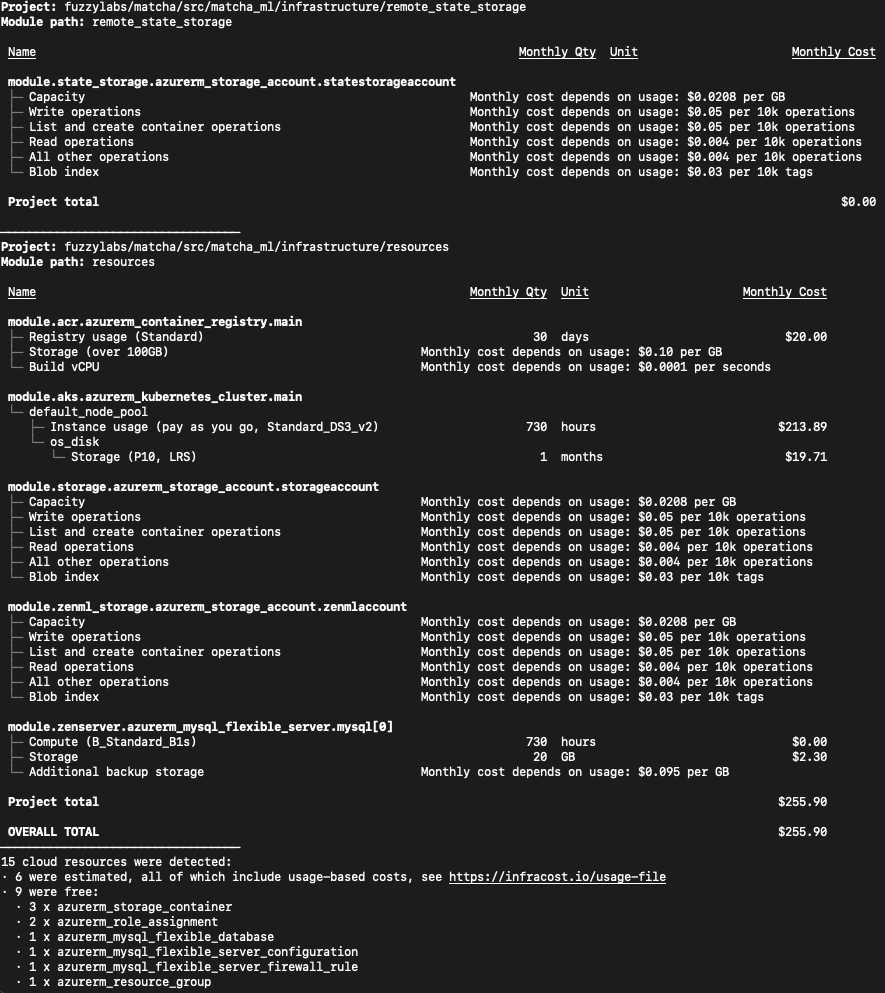 Project: fuzzylabs/matcha/src/matcha_ml/infrastructure/remote_state_storage
Module path: remote_state_storage
Name Monthly Qty Unit Monthly Cost
module.state_storage.azurerm_storage_account.statestorageaccount
├─ Capacity Monthly cost depends on usage: $0.0208 per GB
├─ Write operations Monthly cost depends on usage: $0.05 per 10k operations
├─ List and create container operations Monthly cost depends on usage: $0.05 per 10k operations
├─ Read operations Monthly cost depends on usage: $0.004 per 10k operations
├─ All other operations Monthly cost depends on usage: $0.004 per 10k operations
└─ Blob index Monthly cost depends on usage: $0.03 per 10k tags
Project total $0.00
──────────────────────────────────
Project: fuzzylabs/matcha/src/matcha_ml/infrastructure/resources
Module path: resources
Name Monthly Qty Unit Monthly Cost
module.acr.azurerm_container_registry.main
├─ Registry usage (Standard) 30 days $20.00
├─ Storage (over 100GB) Monthly cost depends on usage: $0.10 per GB
└─ Build vCPU Monthly cost depends on usage: $0.0001 per seconds
module.aks.azurerm_kubernetes_cluster.main
└─ default_node_pool
├─ Instance usage (pay as you go, Standard_DS3_v2) 730 hours $213.89
└─ os_disk
└─ Storage (P10, LRS) 1 months $19.71
module.storage.azurerm_storage_account.storageaccount
├─ Capacity Monthly cost depends on usage: $0.0208 per GB
├─ Write operations Monthly cost depends on usage: $0.05 per 10k operations
├─ List and create container operations Monthly cost depends on usage: $0.05 per 10k operations
├─ Read operations Monthly cost depends on usage: $0.004 per 10k operations
├─ All other operations Monthly cost depends on usage: $0.004 per 10k operations
└─ Blob index Monthly cost depends on usage: $0.03 per 10k tags
module.zenml_storage.azurerm_storage_account.zenmlaccount
├─ Capacity Monthly cost depends on usage: $0.0208 per GB
├─ Write operations Monthly cost depends on usage: $0.05 per 10k operations
├─ List and create container operations Monthly cost depends on usage: $0.05 per 10k operations
├─ Read operations Monthly cost depends on usage: $0.004 per 10k operations
├─ All other operations Monthly cost depends on usage: $0.004 per 10k operations
└─ Blob index Monthly cost depends on usage: $0.03 per 10k tags
module.zenserver.azurerm_mysql_flexible_server.mysql[0]
├─ Compute (B_Standard_B1s) 730 hours $0.00
├─ Storage 20 GB $2.30
└─ Additional backup storage Monthly cost depends on usage: $0.095 per GB
Project total $255.90
OVERALL TOTAL $255.90
──────────────────────────────────
15 cloud resources were detected:
· 6 were estimated, all of which include usage-based costs, see https://infracost.io/usage-file
· 9 were free:
· 3 x azurerm_storage_container
· 2 x azurerm_role_assignment
· 1 x azurerm_mysql_flexible_database
· 1 x azurerm_mysql_flexible_server_configuration
· 1 x azurerm_mysql_flexible_server_firewall_rule
· 1 x azurerm_resource_group